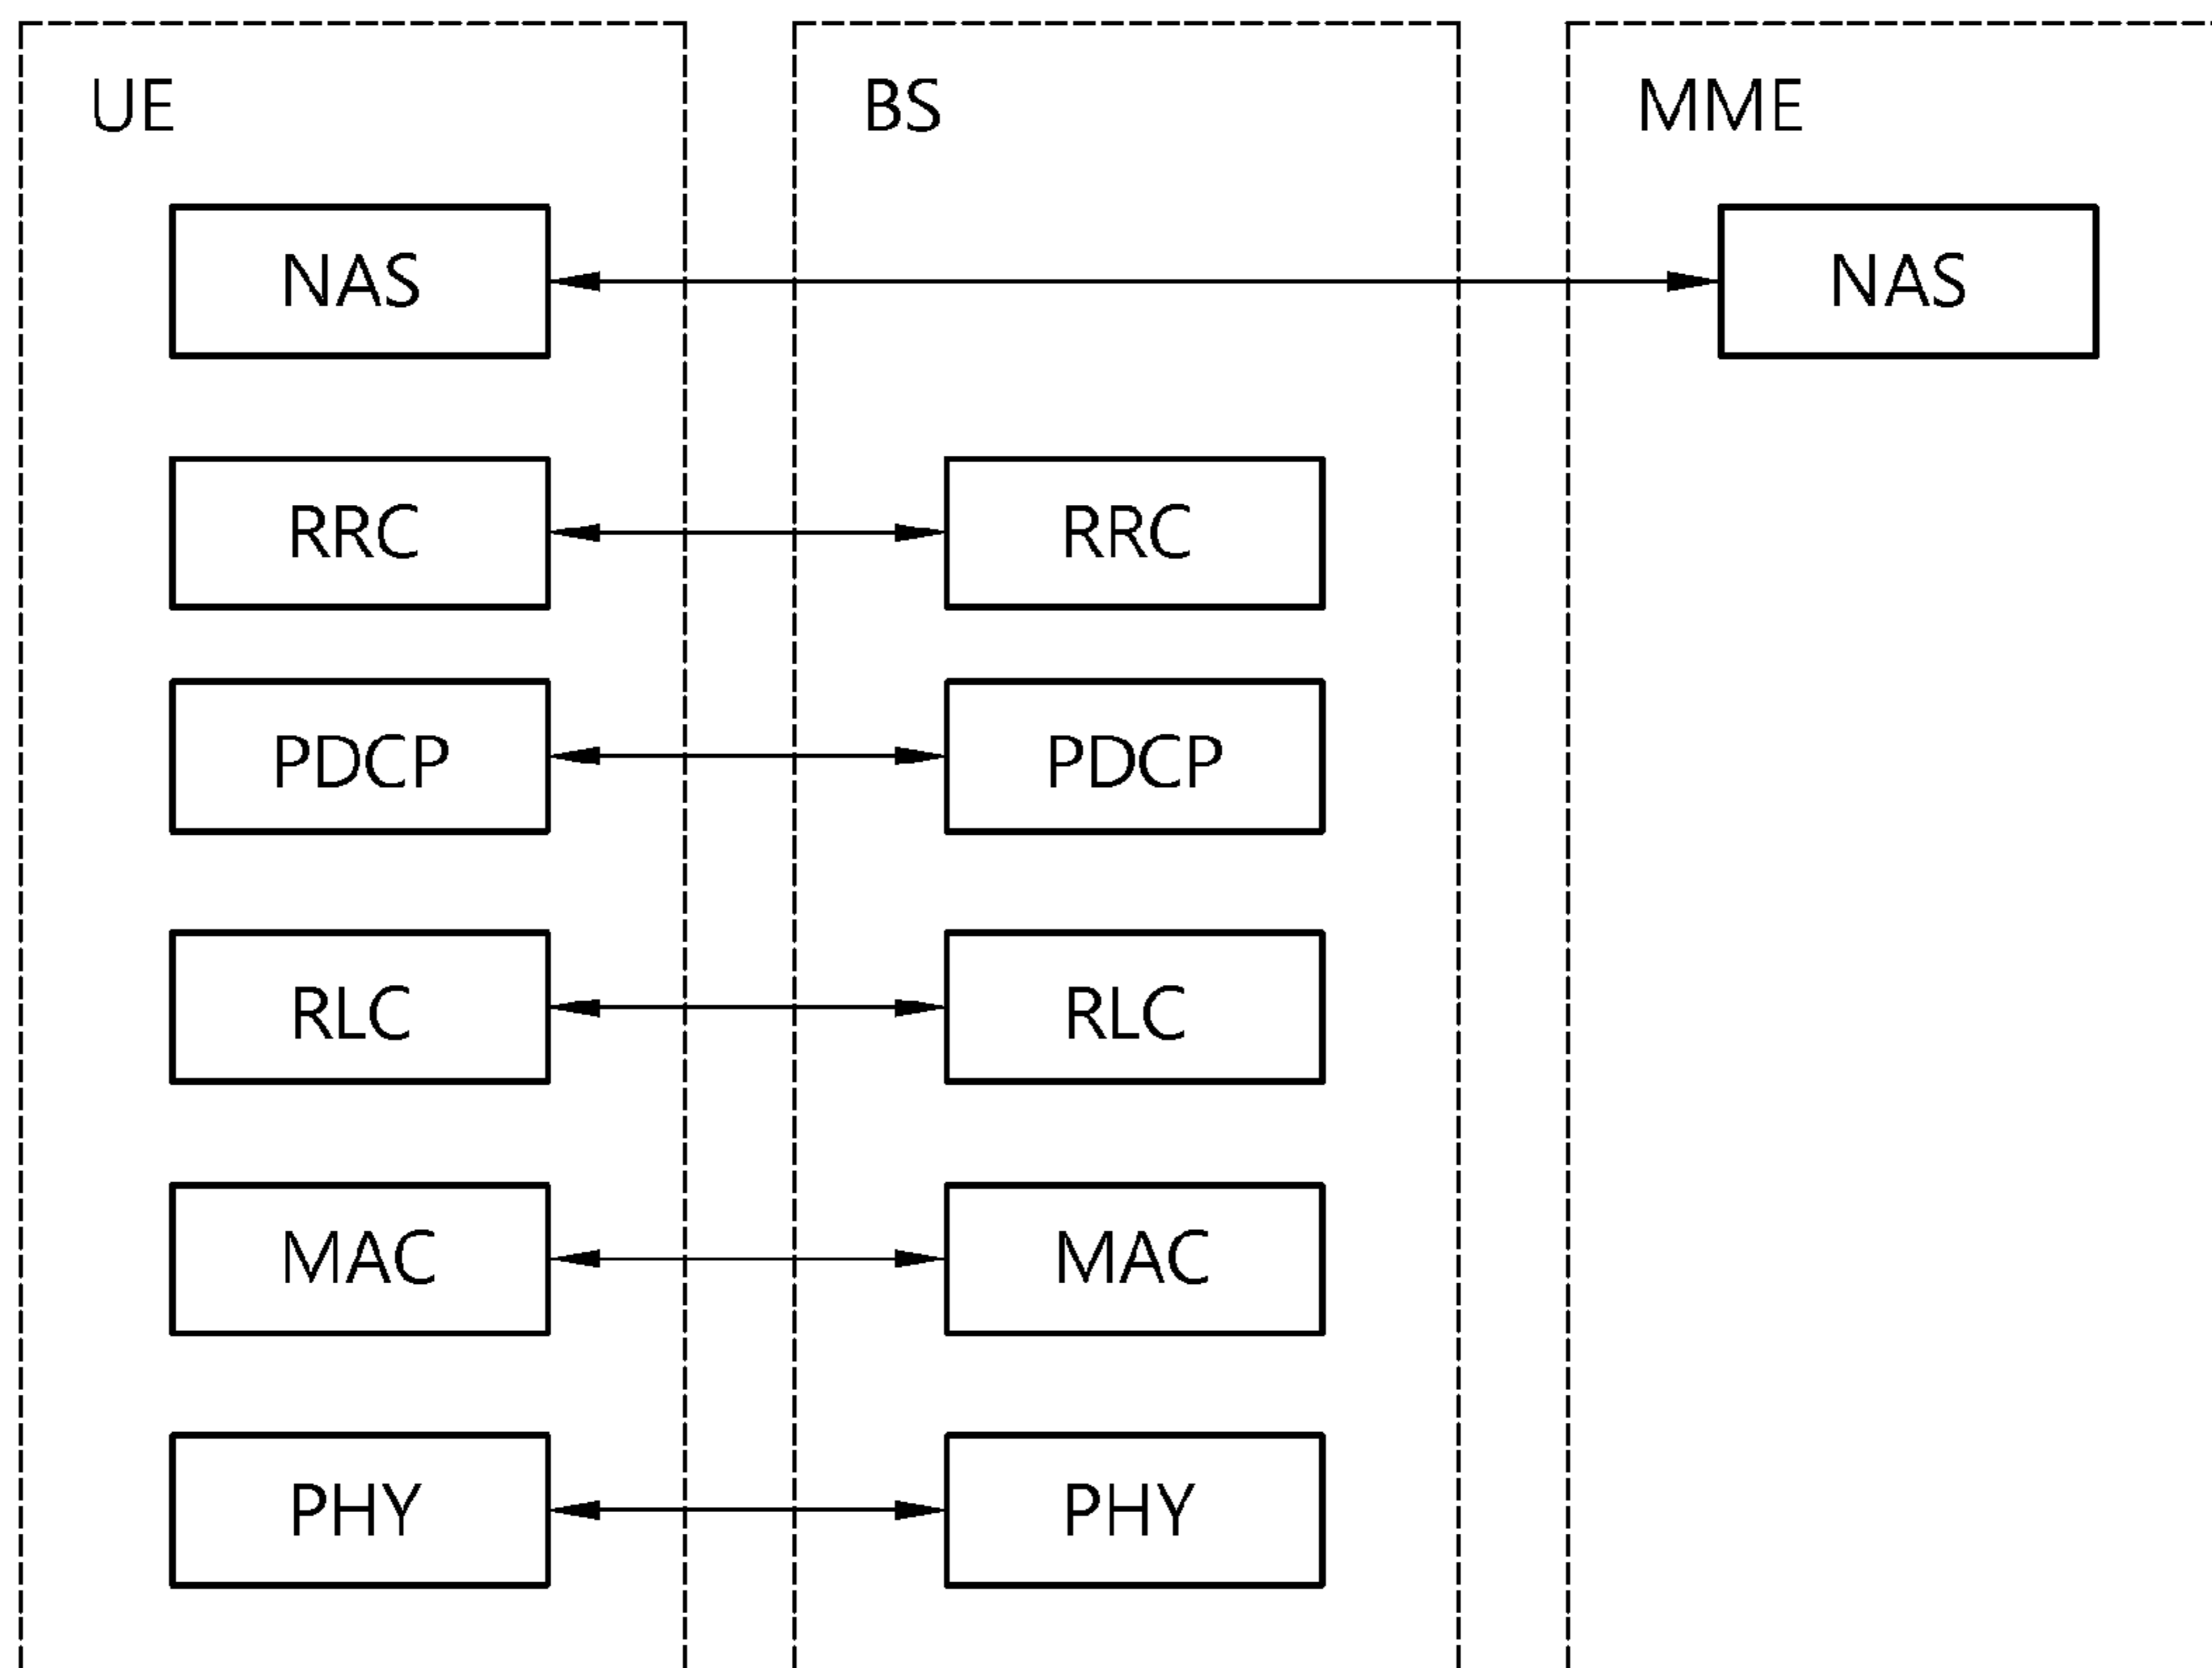 UE BS MME
NAS NAS
RRC RRC
PDCP PDCP
RLC RLC
MAC MAC
PHY PHY